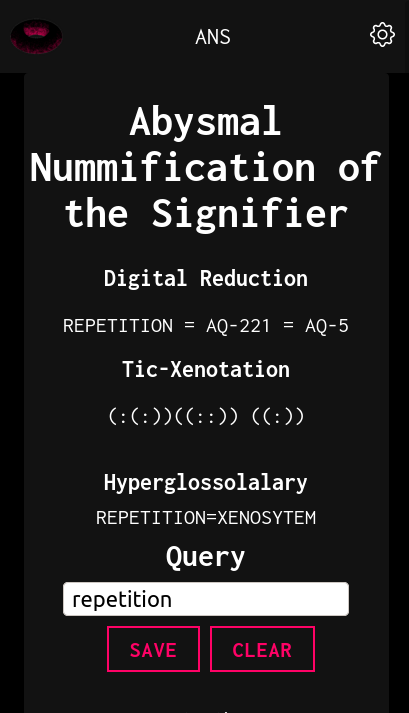 ANS
Abysmal
Nummification of
the Signifier
Digital Reduction
REPETITION = AQ-221 = AQ-5
Tic-Xenotation
(:(:))((::)) ((:))
Hyperglossolalary
REPETITION=XENOSYTEM
Query
repetition
SAVE CLEAR